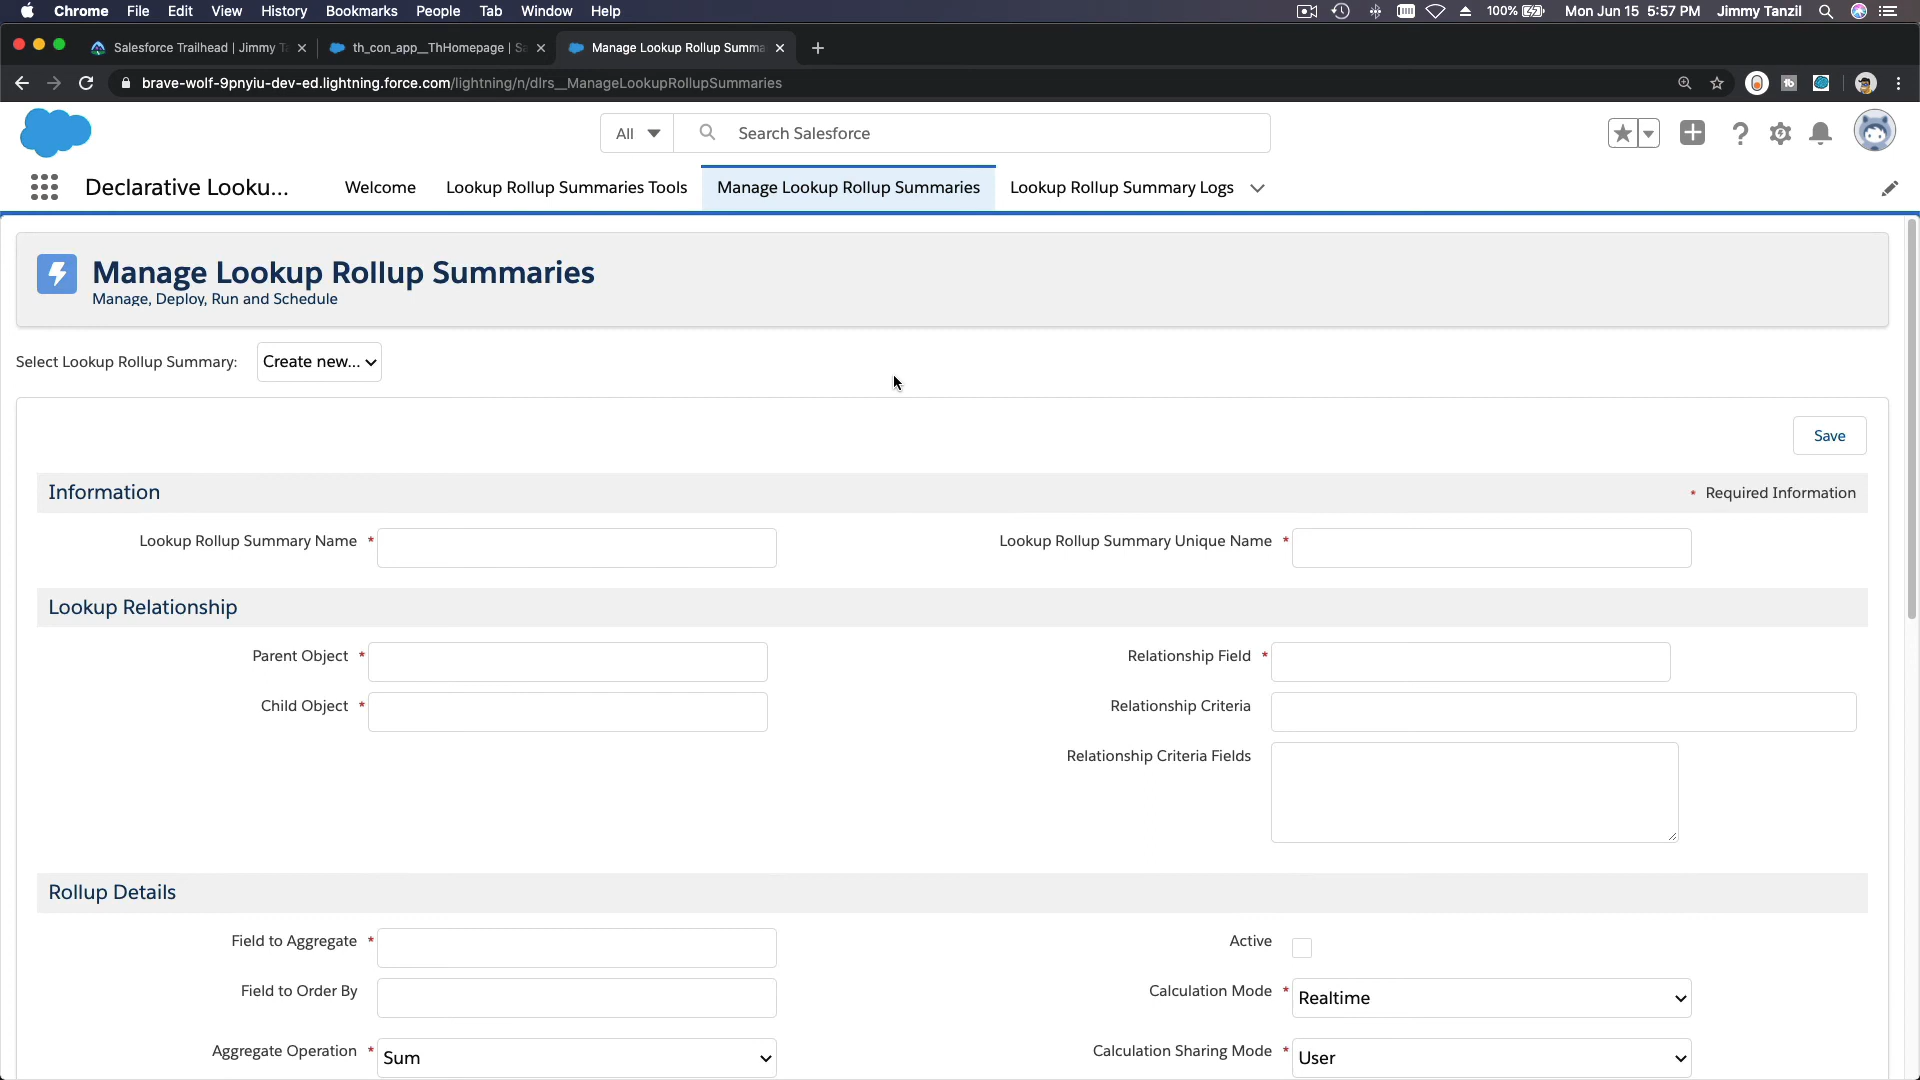 Chrome File Edit View History Bookmarks People Tab Window Help 100% Mon Jun 15 5:57 PM Jimmy Tanzil
Salesforce Trailhead | Jimmy T
th_con_app__ThHomepage | S
Manage Lookup Rollup Summa
brave-wolf-9pnyiu-dev-ed.lightning.force.com/lightning/n/dlrs__ManageLookupRollupSummaries
All Search Salesforce
Declarative Looku... Welcome Lookup Rollup Summaries Tools Manage Lookup Rollup Summaries Lookup Rollup Summary Logs
Manage Lookup Rollup Summaries
Manage, Deploy, Run and Schedule
Select Lookup Rollup Summary: Create new...
Save
Information * Required Information
Lookup Rollup Summary Name * Lookup Rollup Summary Unique Name *
Lookup Relationship
Parent Object * Relationship Field *
Child Object * Relationship Criteria
Relationship Criteria Fields
Rollup Details
Field to Aggregate * Active
Field to Order By Calculation Mode * Realtime
Aggregate Operation * Sum Calculation Sharing Mode * User